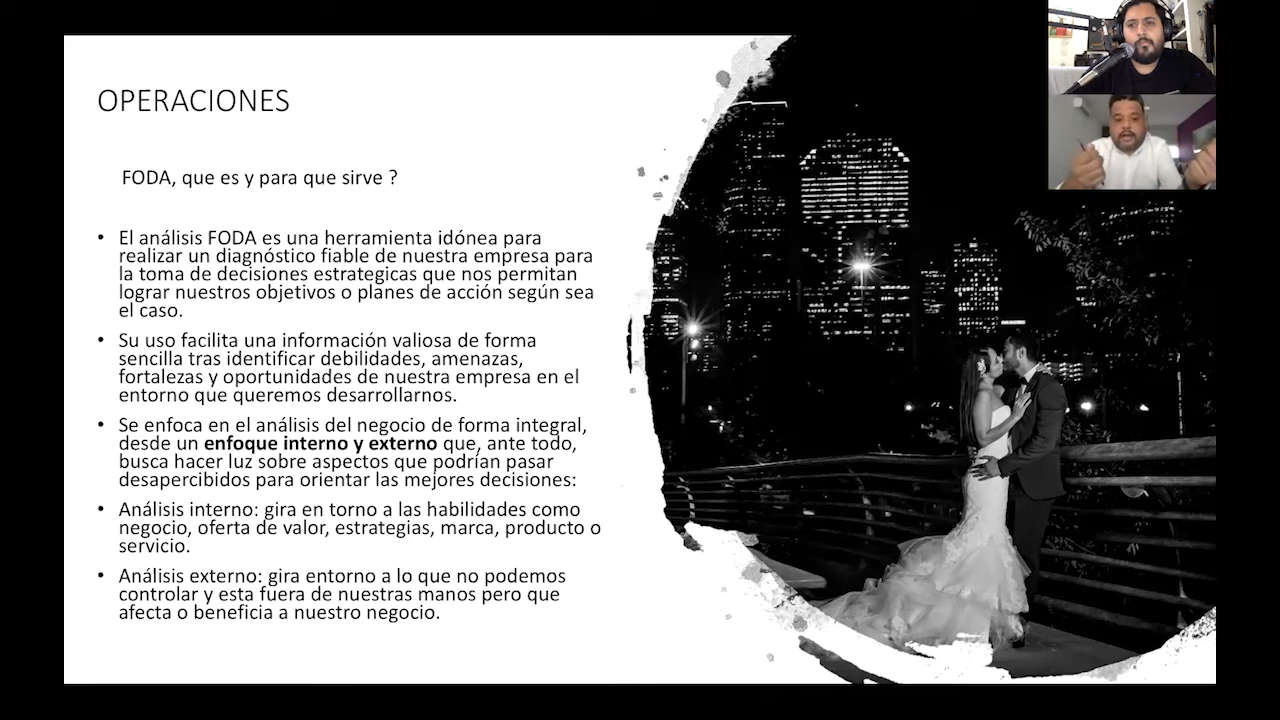 OPERACIONES
FODA, que es y para que sirve ?
• El análisis FODA es una herramienta idónea para
realizar un diagnóstico fiable de nuestra empresa para
la toma de decisiones estrategicas que nos permitan
lograr nuestros objetivos o planes de acción según sea
el caso.
• Su uso facilita una información valiosa de forma
sencilla tras identificar debilidades, amenazas,
fortalezas y oportunidades de nuestra empresa en el
entorno que queremos desarrollarnos.
• Se enfoca en el análisis del negocio de forma integral,
desde un enfoque interno y externo que, ante todo,
busca hacer luz sobre aspectos que podrían pasar
desapercibidos para orientar las mejores decisiones:
• Análisis interno: gira en torno a las habilidades como
negocio, oferta de valor, estrategias, marca, producto o
servicio.
• Análisis externo: gira entorno a lo que no podemos
controlar y esta fuera de nuestras manos pero que
afecta o beneficia a nuestro negocio.